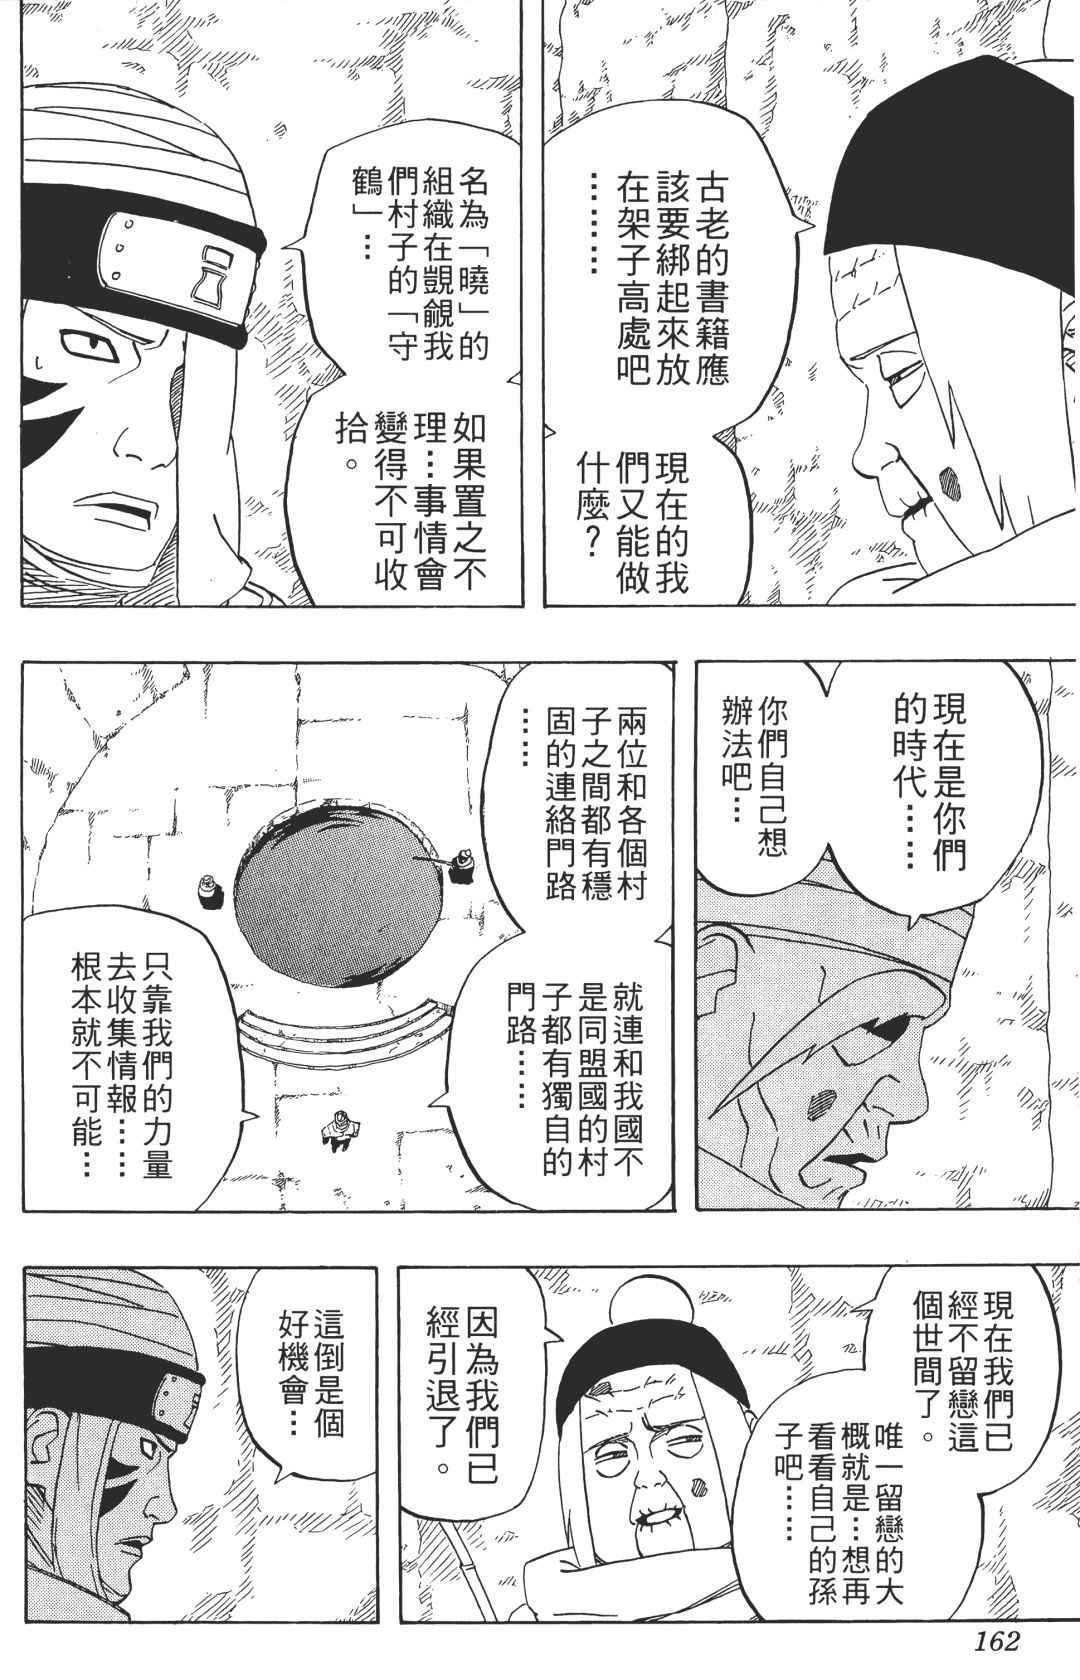 古老的書籍應
該要綁起來放
在架子高處吧
………
現在的我
們又能做
什麼？
名為「曉」的
組織在覬覦我
們村子的「守
鶴」…
如果置之不
理…事情會
變得不可收
拾。
現在是你們
的時代……
你們自己想
辦法吧…
兩位和各個村
子之間都有穩
固的連絡門路
……
就連和我國不
是同盟國的村
子都有獨自的
門路……
只靠我們的力量
去收集情報……
根本就不可能…
現在我們已
經不留戀這
個世間了。
唯一留戀的大
概就是…想再
看看自己的孫
子吧……
因為我們已
經引退了。
這倒是個
好機會…
162